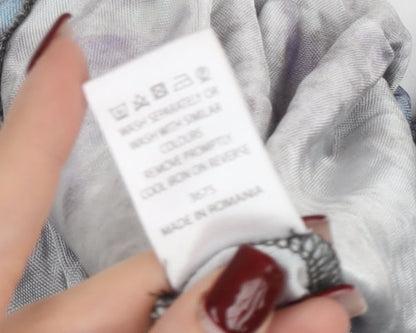 WASH SEPARATELY OR
WASH WITH SIMILAR
COLOURS
REMOVE PROMPTLY
COOL IRON ON REVERSE
MADE IN ROMANIA